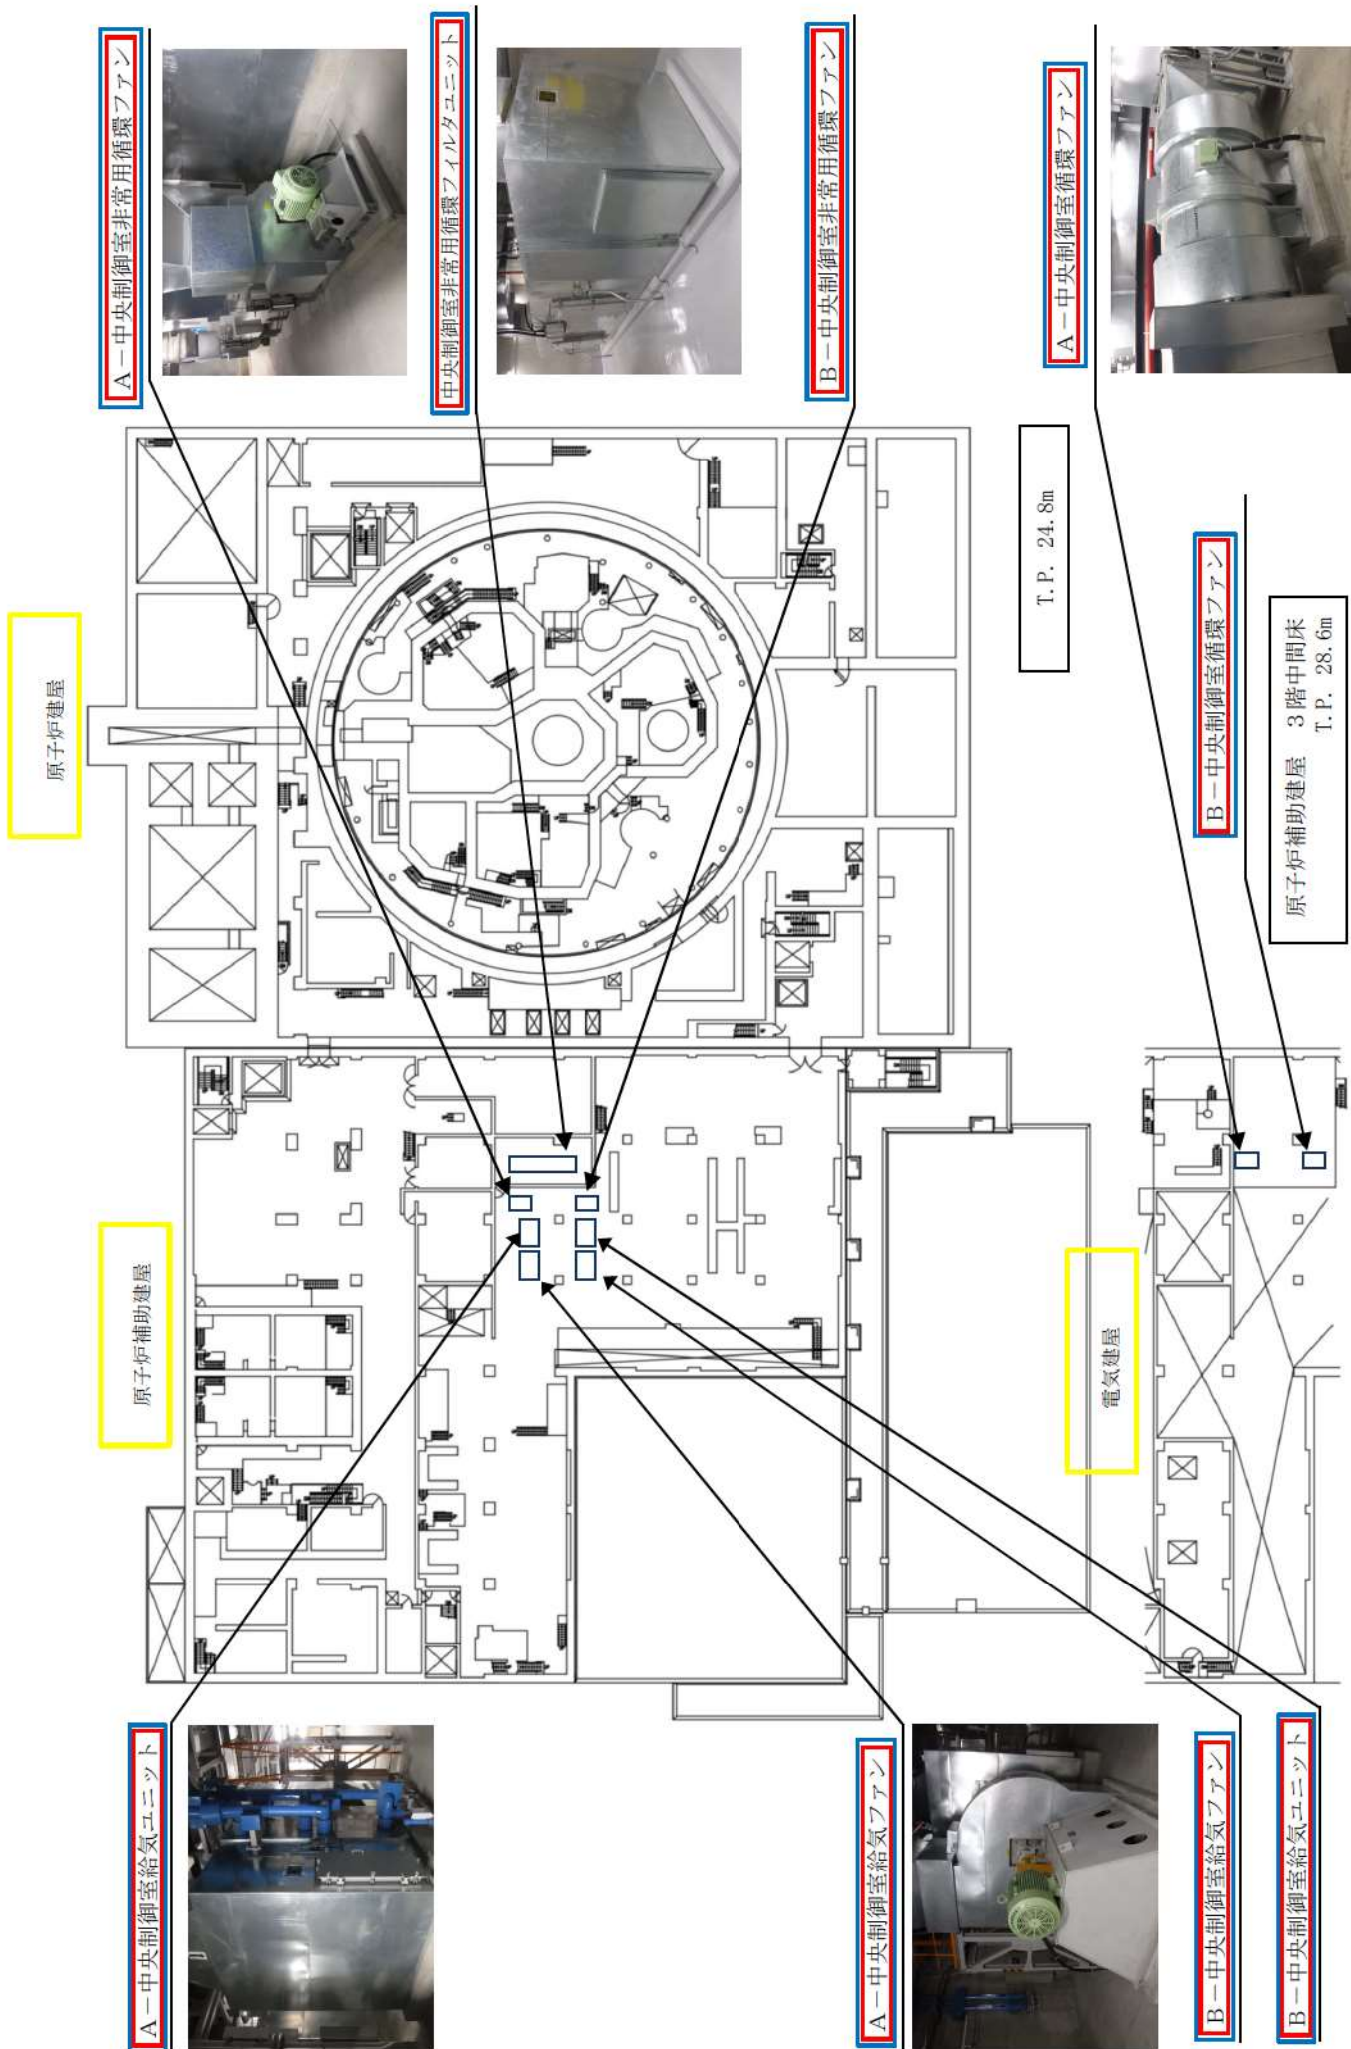 原子炉建屋
原子炉補助建屋
電気建屋
A－中央制御室非常用循環ファン
中央制御室非常用循環フィルタユニット
B－中央制御室非常用循環ファン
A－中央制御室循環ファン
B－中央制御室循環ファン
T.P. 24.8m
原子炉補助建屋 3階中間床
T.P. 28.6m
A－中央制御室給気ユニット
A－中央制御室給気ファン
B－中央制御室給気ファン
B－中央制御室給気ユニット